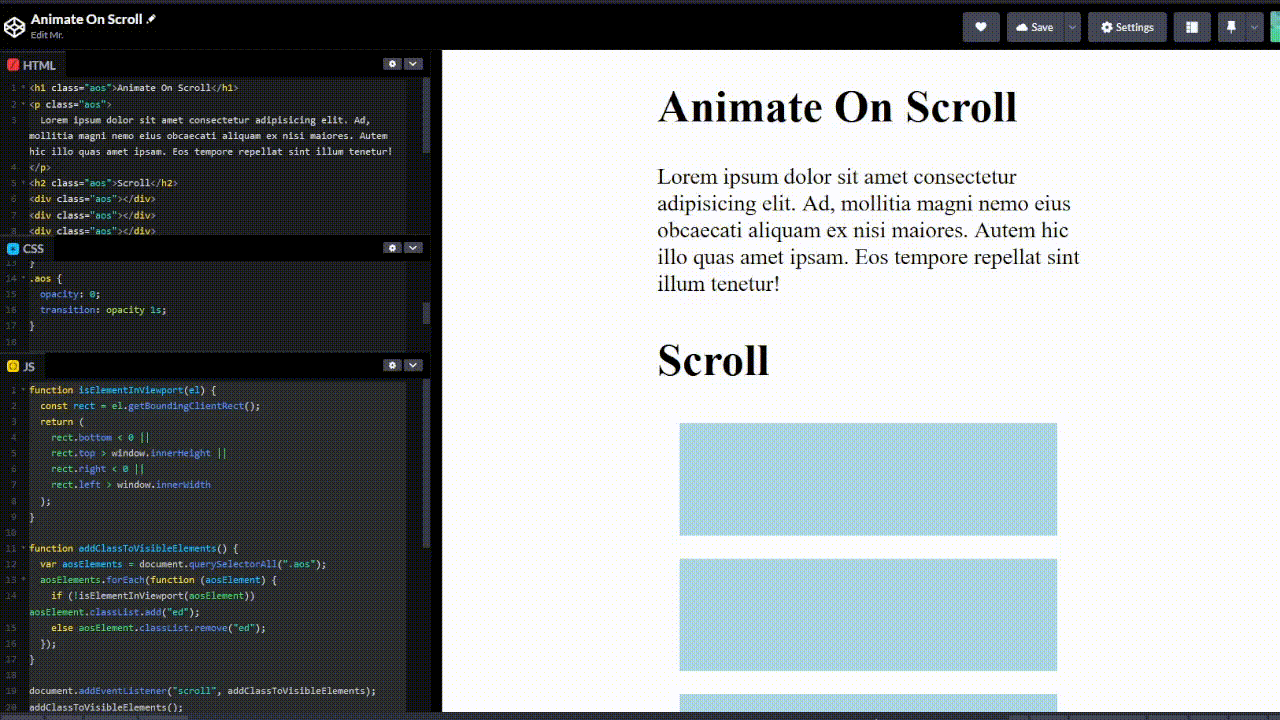 Animate On Scroll
Edit Mr.
Save
Settings
HTML
1 <h1 class="aos">Animate On Scroll</h1>
2 <p class="aos">
3 Lorem ipsum dolor sit amet consectetur adipisicing elit. Ad,
mollitia magni nemo eius obcaecati aliquam ex nisi maiores. Autem
hic illo quas amet ipsam. Eos tempore repellat sint illum tenetur!
4 </p>
5 <h2 class="aos">Scroll</h2>
6 <div class="aos"></div>
7 <div class="aos"></div>
8 <div class="aos"></div>
CSS
13 }
14 .aos {
15 opacity: 0;
16 transition: opacity 1s;
17 }
18
JS
1 function isElementInViewport(el) {
2 const rect = el.getBoundingClientRect();
3 return (
4 rect.bottom < 0 ||
5 rect.top > window.innerHeight ||
6 rect.right < 0 ||
7 rect.left > window.innerWidth
8 );
9 }
10
11 function addClassToVisibleElements() {
12 var aosElements = document.querySelectorAll(".aos");
13 aosElements.forEach(function (aosElement) {
14 if (!isElementInViewport(aosElement))
aosElement.classList.add("ed");
15 else aosElement.classList.remove("ed");
16 });
17 }
18
19 document.addEventListener("scroll", addClassToVisibleElements);
20 addClassToVisibleElements();
Animate On Scroll
Lorem ipsum dolor sit amet consectetur
adipisicing elit. Ad, mollitia magni nemo eius
obcaecati aliquam ex nisi maiores. Autem hic
illo quas amet ipsam. Eos tempore repellat sint
illum tenetur!
Scroll